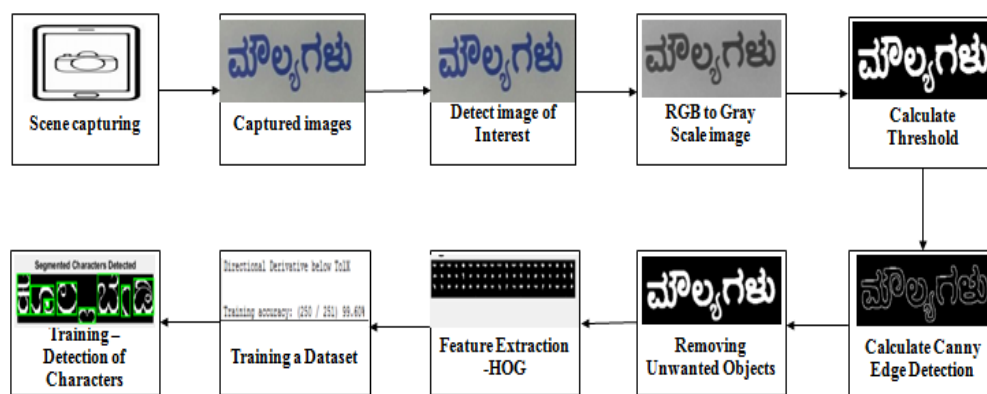 ಮೌಲ್ಯಗಳು
Scene capturing
ಮೌಲ್ಯಗಳು
Captured images
ಮೌಲ್ಯಗಳು
Detect image of
Interest
ಮೌಲ್ಯಗಳು
RGB to Gray
Scale image
ಮೌಲ್ಯಗಳು
Calculate
Threshold
Segmented Characters Detected
Training –
Detection of
Characters
Directional Derivative below TolX
Training accuracy: (250 / 251) 99.60%
Training a Dataset
Feature Extraction
-HOG
ಮೌಲ್ಯಗಳು
Removing
Unwanted Objects
ಮೌಲ್ಯಗಳು
Calculate Canny
Edge Detection